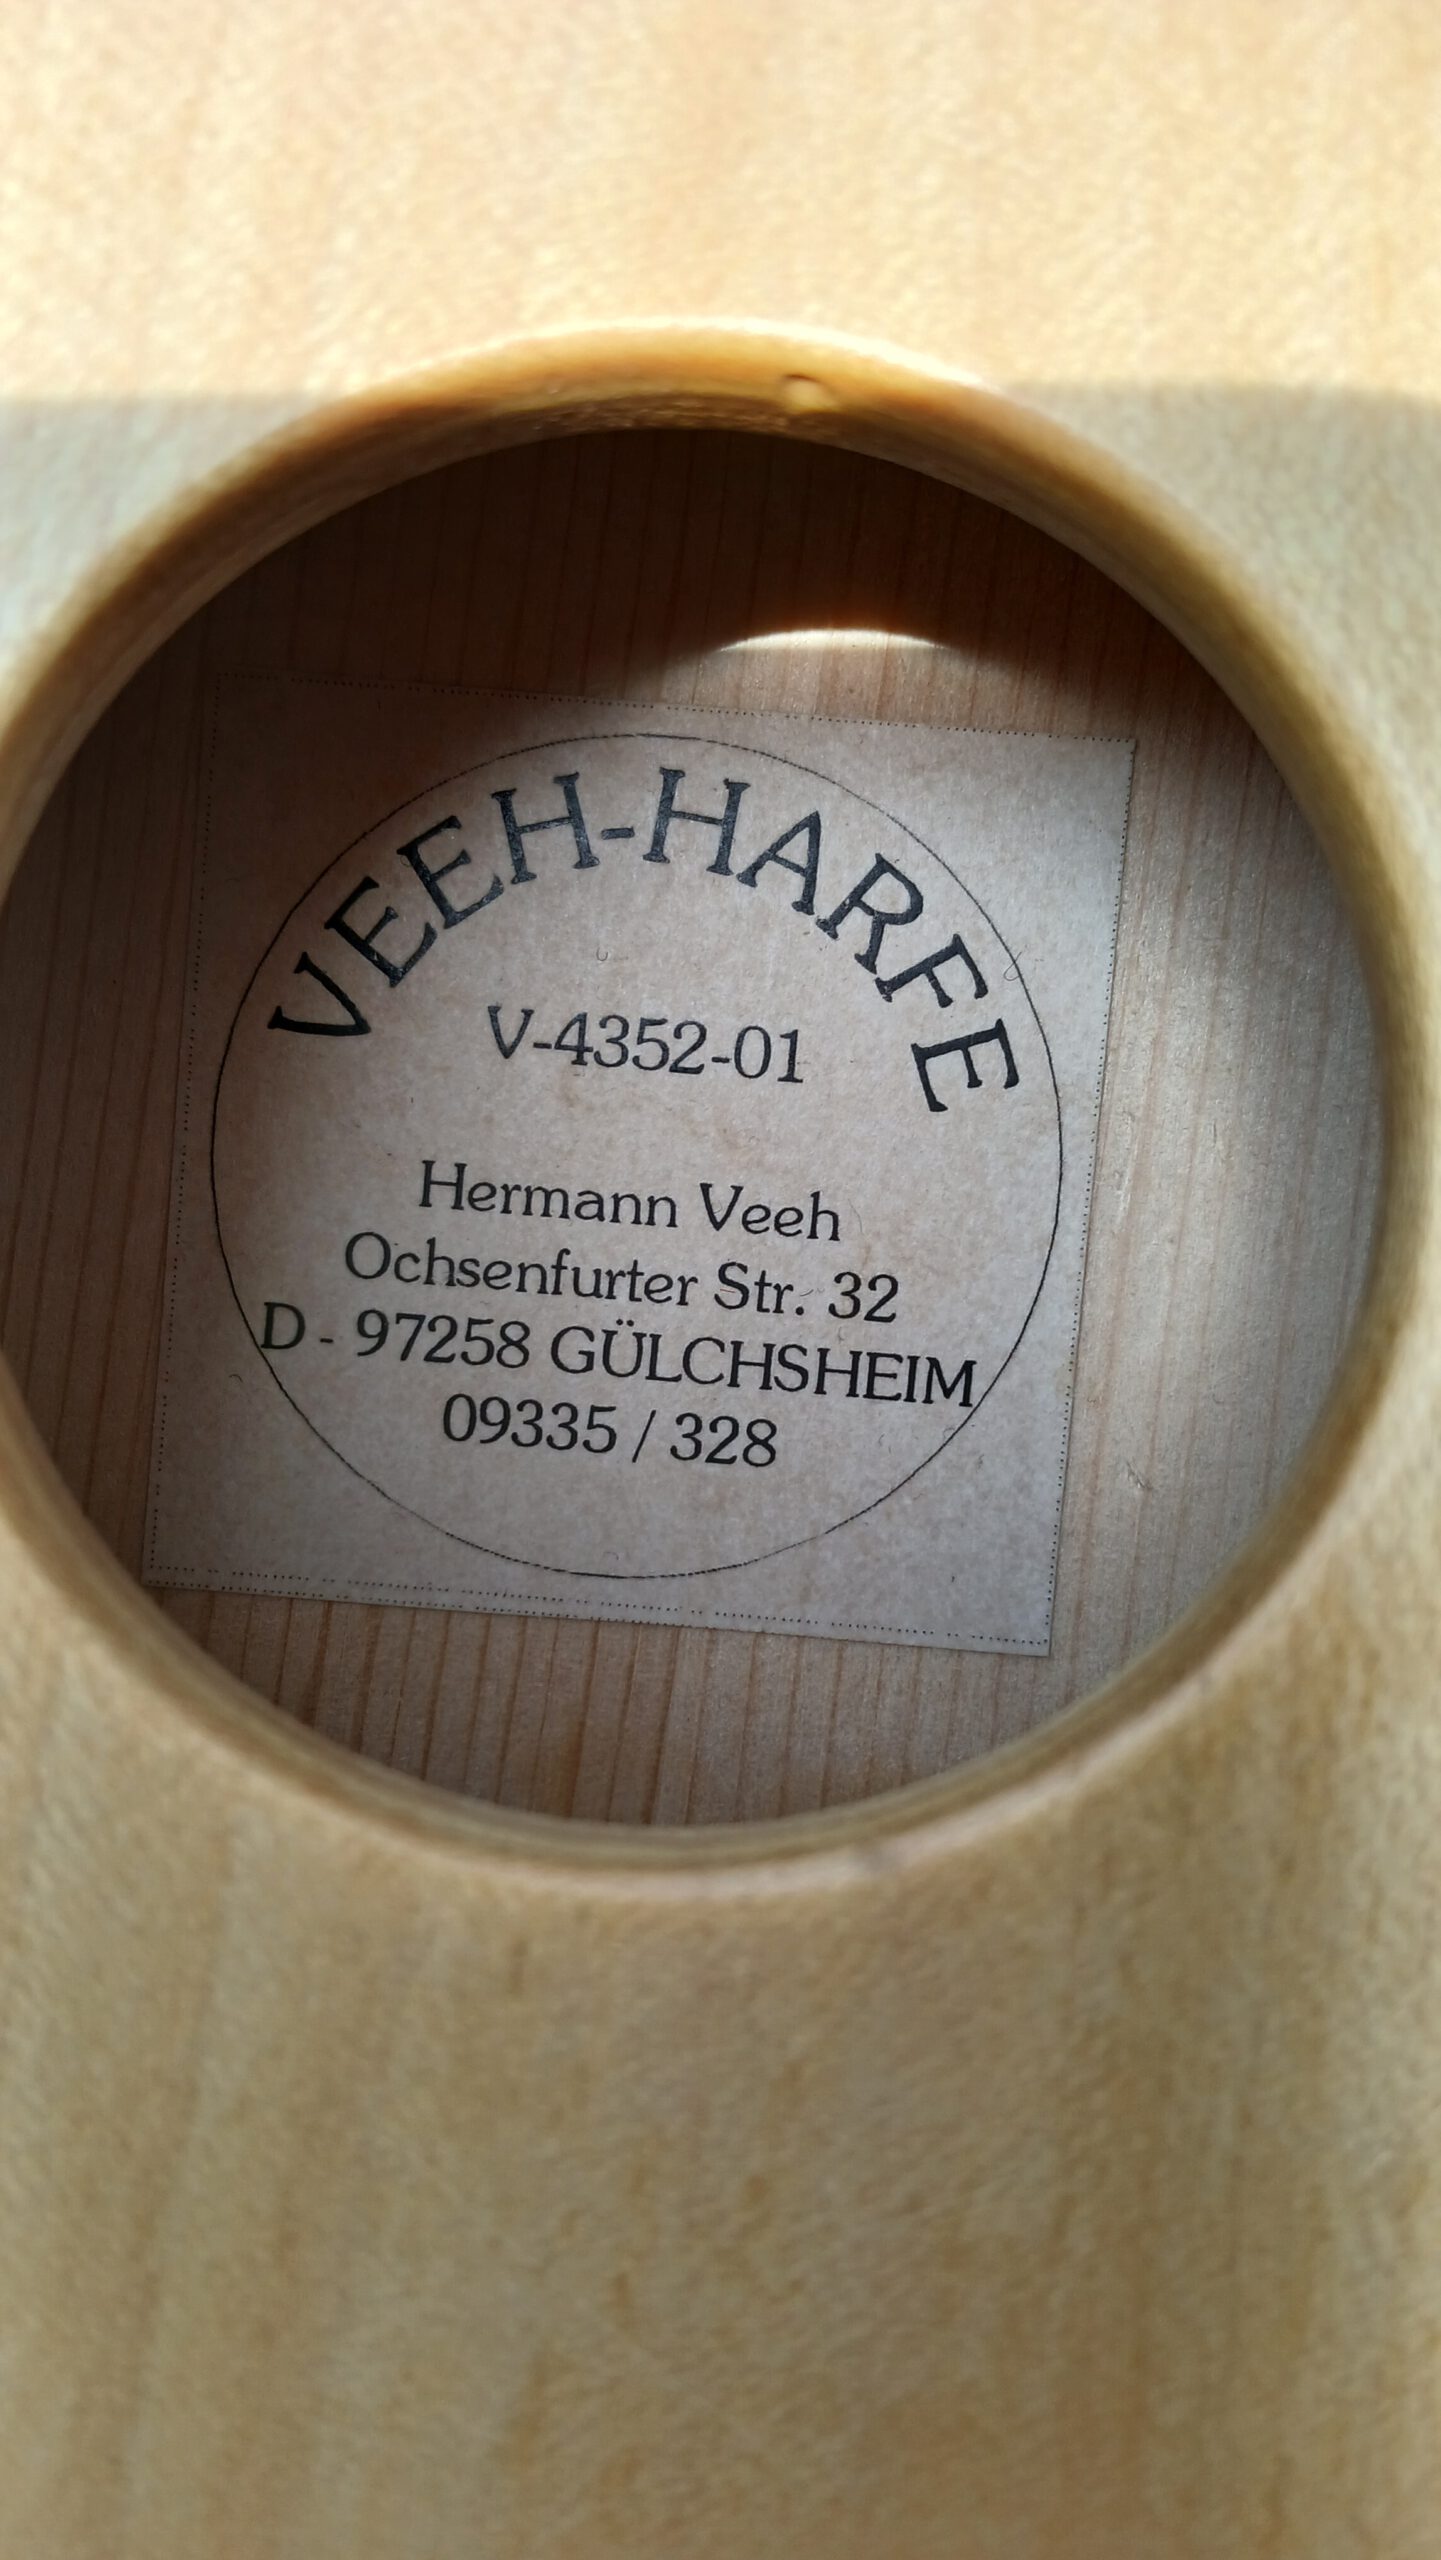 VEEH-HARFE
V-4352-01
Hermann Veeh
Ochsenfurter Str. 32
D - 97258 GÜLCHSHEIM
09335 / 328